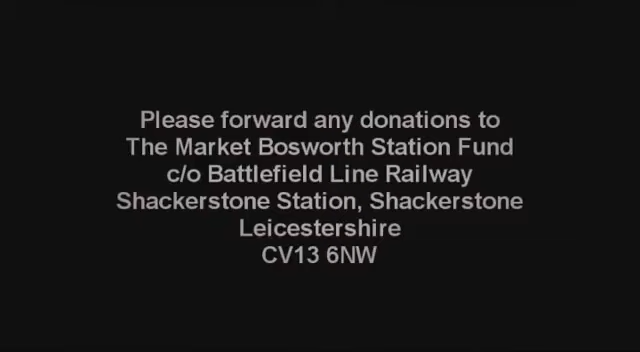 Please forward any donations to
The Market Bosworth Station Fund
c/o Battlefield Line Railway
Shackerstone Station, Shackerstone
Leicestershire
CV13 6NW